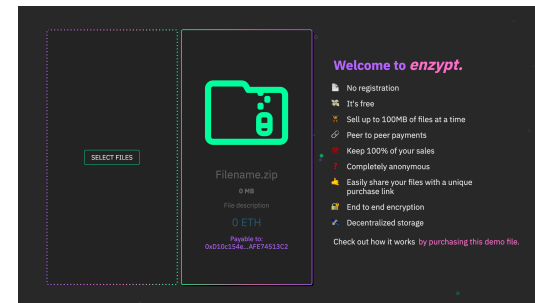 SELECT FILES
Filename.zip
0 MB
File description
0 ETH
Payable to:
0xD10c154e...AFE74513C2
Welcome to enzypt.
No registration
It's free
Sell up to 100MB of files at a time
Peer to peer payments
Keep 100% of your sales
Completely anonymous
Easily share your files with a unique
purchase link
End to end encryption
Decentralized storage
Check out how it works by purchasing this demo file.